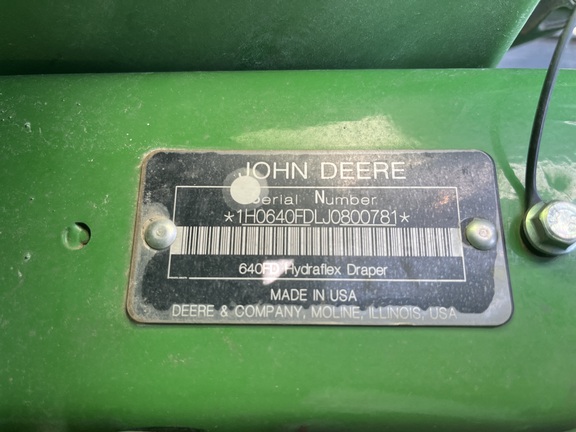 JOHN DEERE
Serial Number
*1H0640FDLJ0800781*
640FD Hydraflex Draper
MADE IN USA
DEERE & COMPANY, MOLINE, ILLINOIS, USA